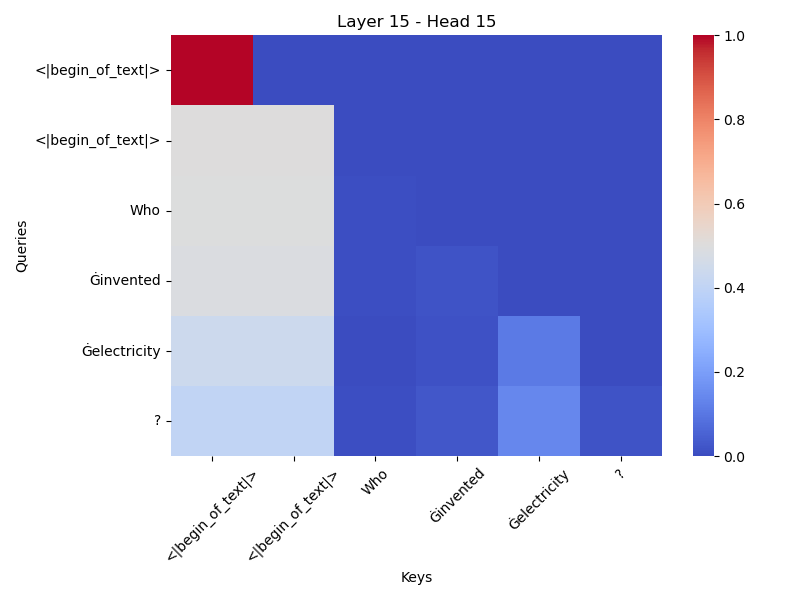 Layer 15 - Head 15
<|begin_of_text|>
<|begin_of_text|>
Who
Ġinvented
Ġelectricity
?
Queries
<|begin_of_text|>
<|begin_of_text|>
Who
Ġinvented
Ġelectricity
?
Keys
1.0
0.8
0.6
0.4
0.2
0.0